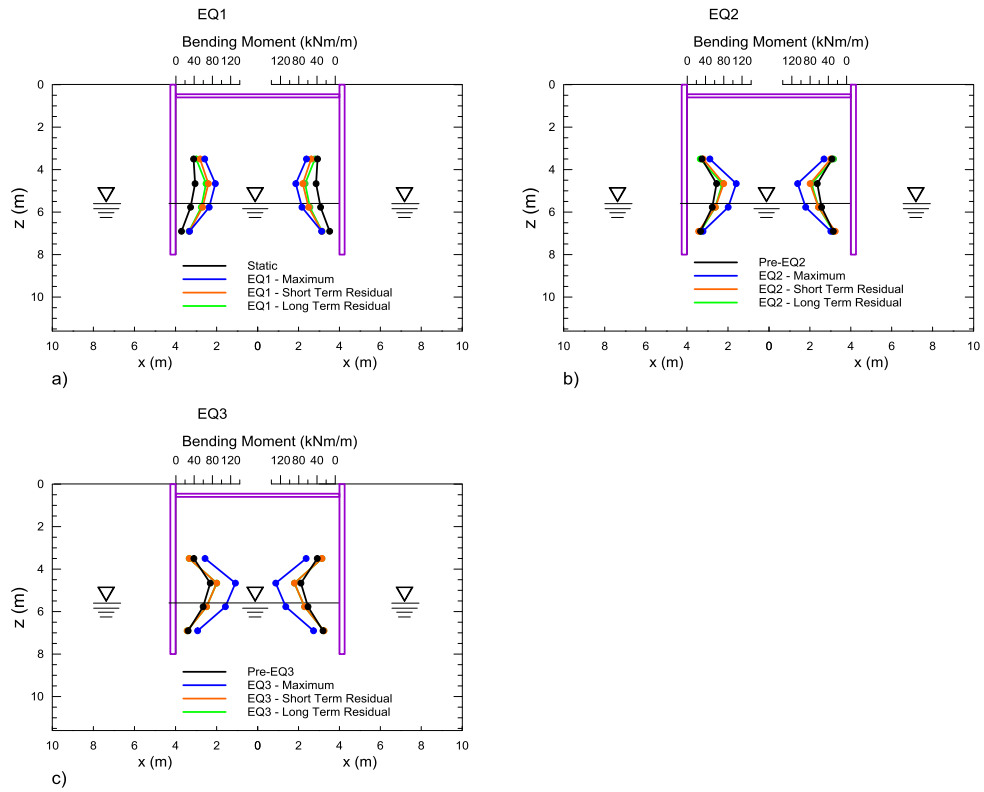 EQ1
Bending Moment (kNm/m)
0 40 80 120 120 80 40 0
0
2
4
6
8
10
z (m)
Static
EQ1 - Maximum
EQ1 - Short Term Residual
EQ1 - Long Term Residual
10 8 6 4 2 0 0 2 4 6 8 10
x (m) x (m)
a)
EQ2
Bending Moment (kNm/m)
0 40 80 120 120 80 40 0
0
2
4
6
8
10
z (m)
Pre-EQ2
EQ2 - Maximum
EQ2 - Short Term Residual
EQ2 - Long Term Residual
10 8 6 4 2 0 0 2 4 6 8 10
x (m) x (m)
b)
EQ3
Bending Moment (kNm/m)
0 40 80 120 120 80 40 0
0
2
4
6
8
10
z (m)
Pre-EQ3
EQ3 - Maximum
EQ3 - Short Term Residual
EQ3 - Long Term Residual
10 8 6 4 2 0 0 2 4 6 8 10
x (m) x (m)
c)